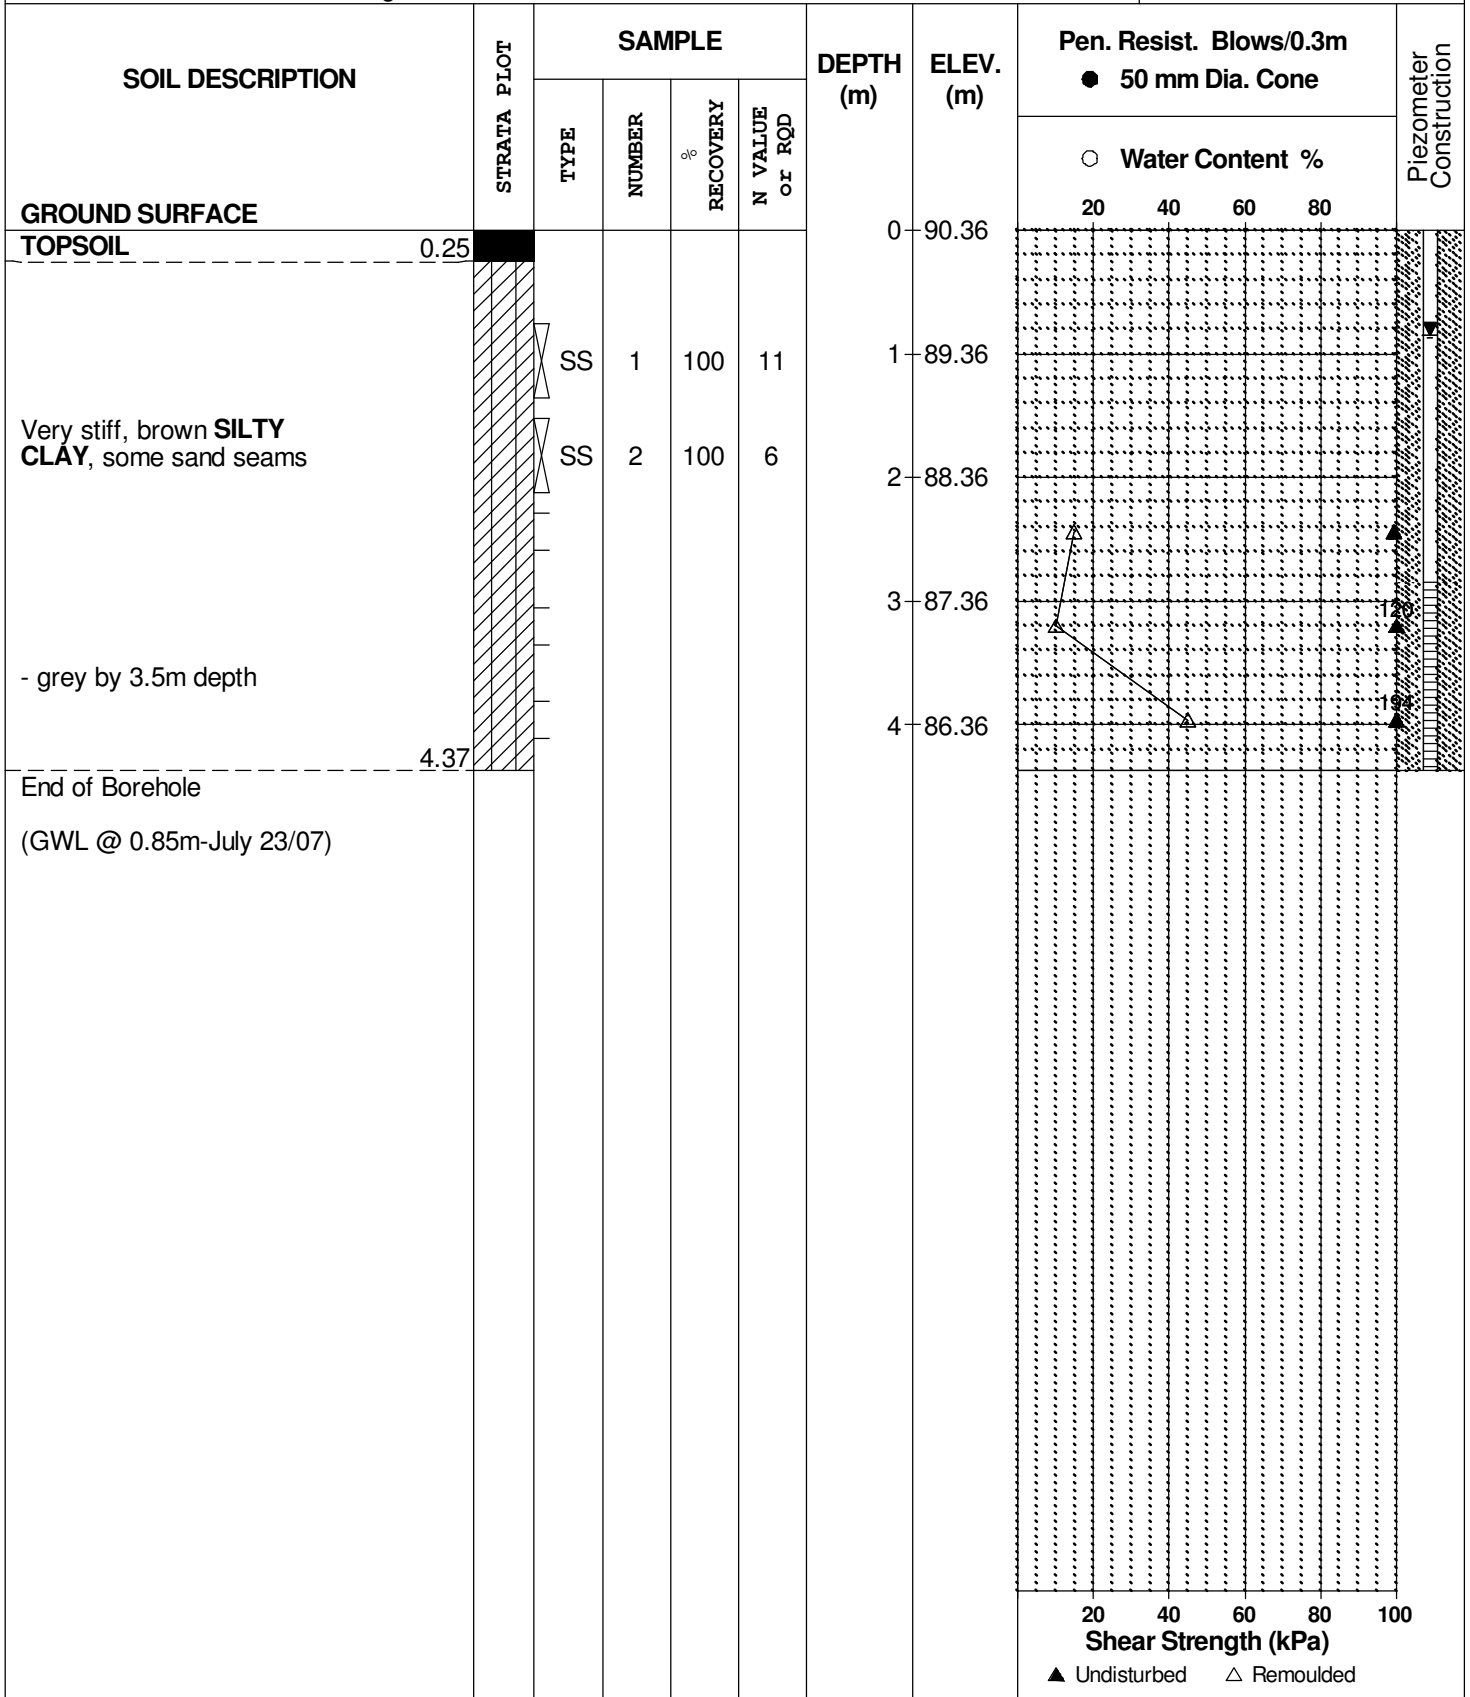 SOIL DESCRIPTION
GROUND SURFACE
STRATA PLOT
SAMPLE
TYPE
NUMBER
% RECOVERY
N VALUE or RQD
DEPTH (m)
ELEV. (m)
Pen. Resist. Blows/0.3m
● 50 mm Dia. Cone
○ Water Content %
20 40 60 80
Piezometer Construction
TOPSOIL 0.25
0 90.36
SS 1 100 11
1 89.36
Very stiff, brown SILTY
CLAY, some sand seams
SS 2 100 6
2 88.36
3 87.36
120
- grey by 3.5m depth
194
4 86.36
4.37
End of Borehole
(GWL @ 0.85m-July 23/07)
20 40 60 80 100
Shear Strength (kPa)
▲ Undisturbed △ Remoulded